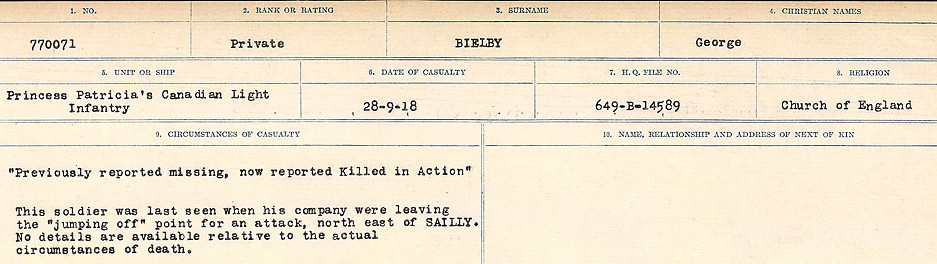 1. NO.
2. RANK OR RATING
3. SURNAME
4. CHRISTIAN NAMES
770071
Private
BIELBY
George
5. UNIT OR SHIP
6. DATE OF CASUALTY
7. H.Q. FILE NO.
8. RELIGION
Princess Patricia's Canadian Light
Infantry
28-9-18
649-B-14589
Church of England
9. CIRCUMSTANCES OF CASUALTY
10. NAME, RELATIONSHIP AND ADDRESS OF NEXT OF KIN
"Previously reported missing, now reported Killed in Action"
This soldier was last seen when his company were leaving
the "jumping off" point for an attack, north east of SAILLY.
No details are available relative to the actual
circumstances of death.